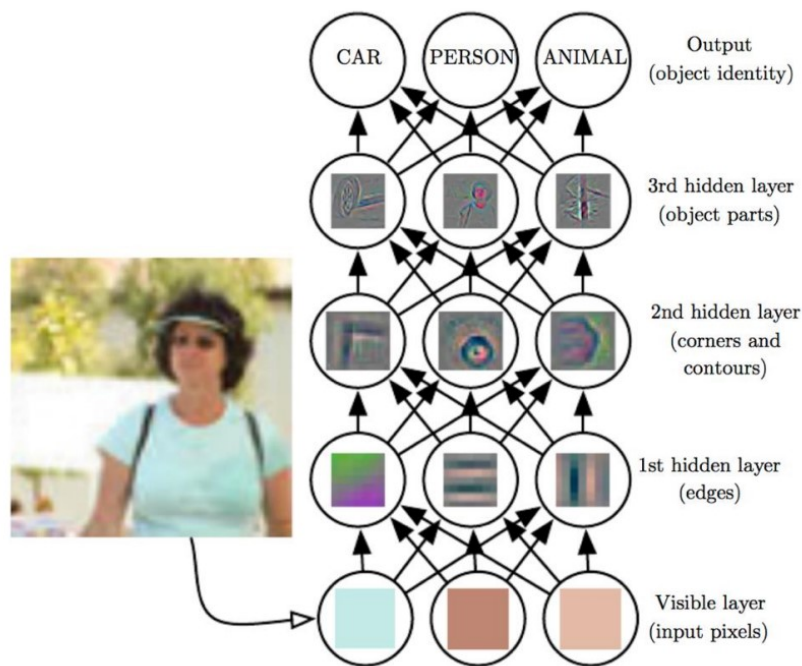 CAR PERSON ANIMAL
Output
(object identity)
3rd hidden layer
(object parts)
2nd hidden layer
(corners and
contours)
1st hidden layer
(edges)
Visible layer
(input pixels)